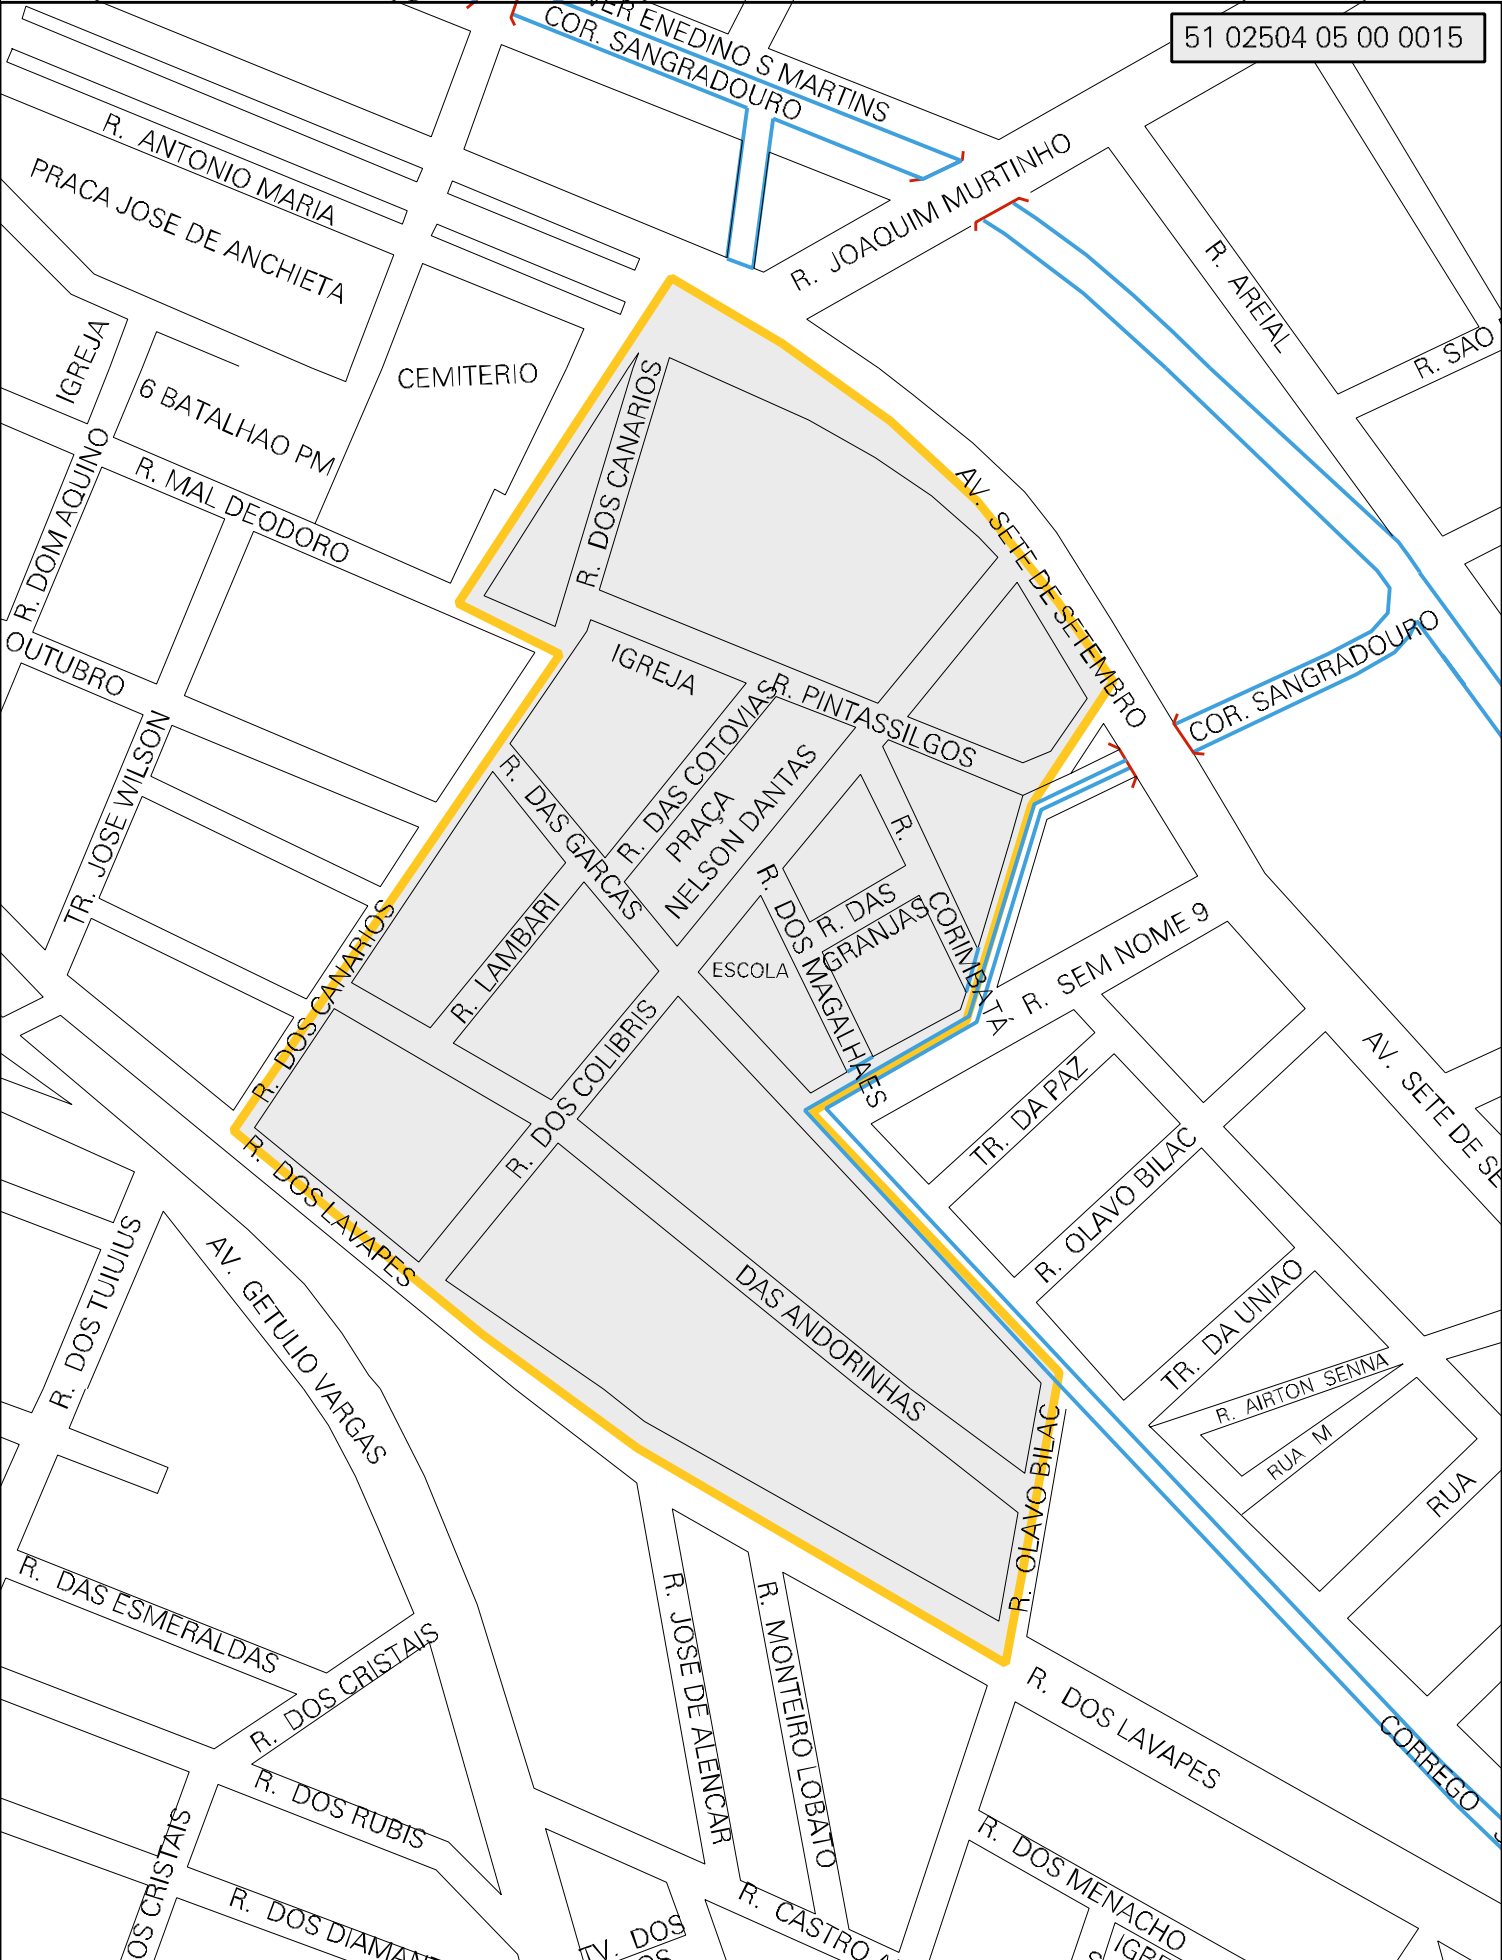 VER ENEDINO S MARTINS
COR. SANGRADOURO
51 02504 05 00 0015
R. ANTONIO MARIA
PRACA JOSE DE ANCHIETA
R. JOAQUIM MURTINHO
R. AREIAL
R. SAO
IGREJA
6 BATALHAO PM
CEMITERIO
R. DOS CANARIOS
R. MAL DEODORO
R. DOM AQUINO
AV. SETE DE SETEMBRO
OUTUBRO
IGREJA
R. PINTASSILGOS
COR. SANGRADOURO
TR. JOSE WILSON
R. DAS COTOVIAS
R. DAS GARCAS
PRAÇA
NELSON DANTAS
R. CORIMBATÁ
R. DAS
GRANJAS
R. DOS MAGALHAES
ESCOLA
R. LAMBARI
R. SEM NOME 9
R. DOS CANARIOS
R. DOS COLIBRIS
TR. DA PAZ
AV. SETE DE SE
R. OLAVO BILAC
R. DOS LAVAPES
R. DOS TUIUIUS
AV. GETULIO VARGAS
DAS ANDORINHAS
TR. DA UNIAO
R. AIRTON SENNA
RUA M
RUA
R. OLAVO BILAC
R. DAS ESMERALDAS
R. DOS CRISTAIS
R. JOSE DE ALENCAR
R. MONTEIRO LOBATO
R. DOS LAVAPES
CORREGO
R. DOS RUBIS
OS CRISTAIS
R. DOS DIAMANT
TV. DOS
R. CASTRO A
R. DOS MENACHO
IGRE